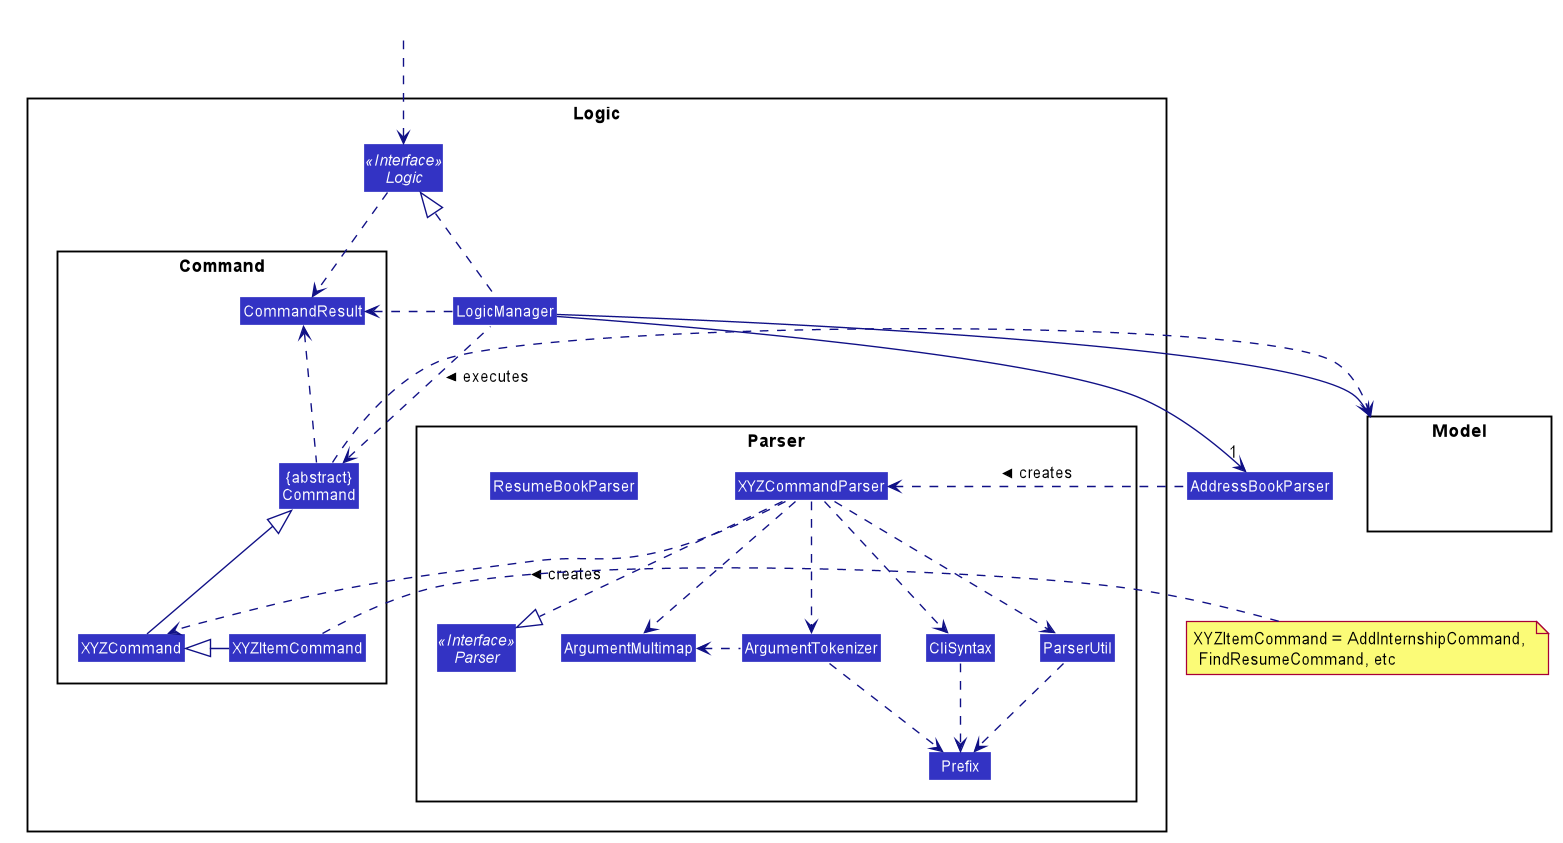 Logic
«Interface»
Logic
Command
CommandResult
LogicManager
executes
Parser
Model
{abstract}
Command
ResumeBookParser
XYZCommandParser
creates
1
AddressBookParser
creates
XYZCommand
XYZItemCommand
«Interface»
Parser
ArgumentMultimap
ArgumentTokenizer
CliSyntax
ParserUtil
XYZItemCommand = AddInternshipCommand,
FindResumeCommand, etc
Prefix